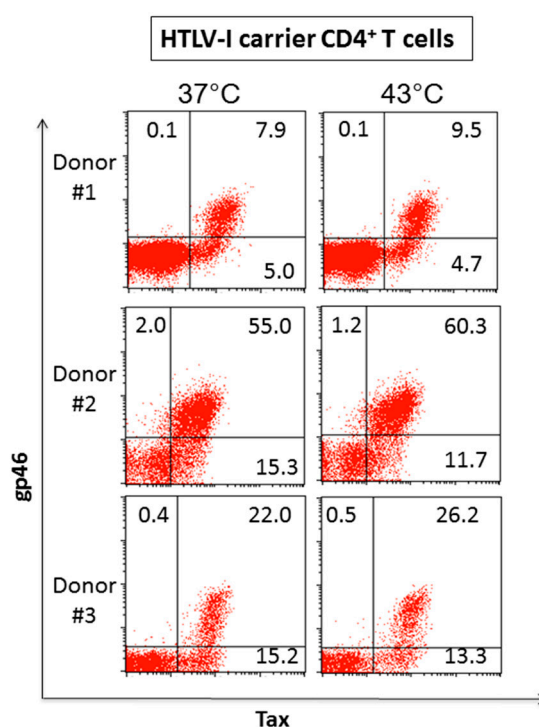 HTLV-I carrier CD4⁺ T cells
37°C 43°C
Donor #1
0.1 7.9 0.1 9.5
5.0 4.7
Donor #2
2.0 55.0 1.2 60.3
15.3 11.7
Donor #3
0.4 22.0 0.5 26.2
15.2 13.3
gp46
Tax